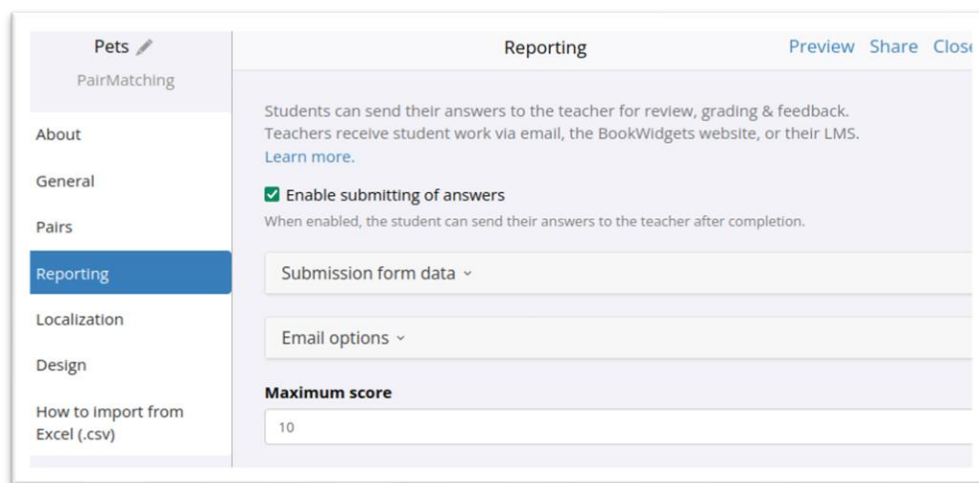 Pets
PairMatching
About
General
Pairs
Reporting
Localization
Design
How to import from
Excel (.csv)
Reporting
Preview Share Close
Students can send their answers to the teacher for review, grading & feedback.
Teachers receive student work via email, the BookWidgets website, or their LMS.
Learn more.
Enable submitting of answers
When enabled, the student can send their answers to the teacher after completion.
Submission form data
Email options
Maximum score
10